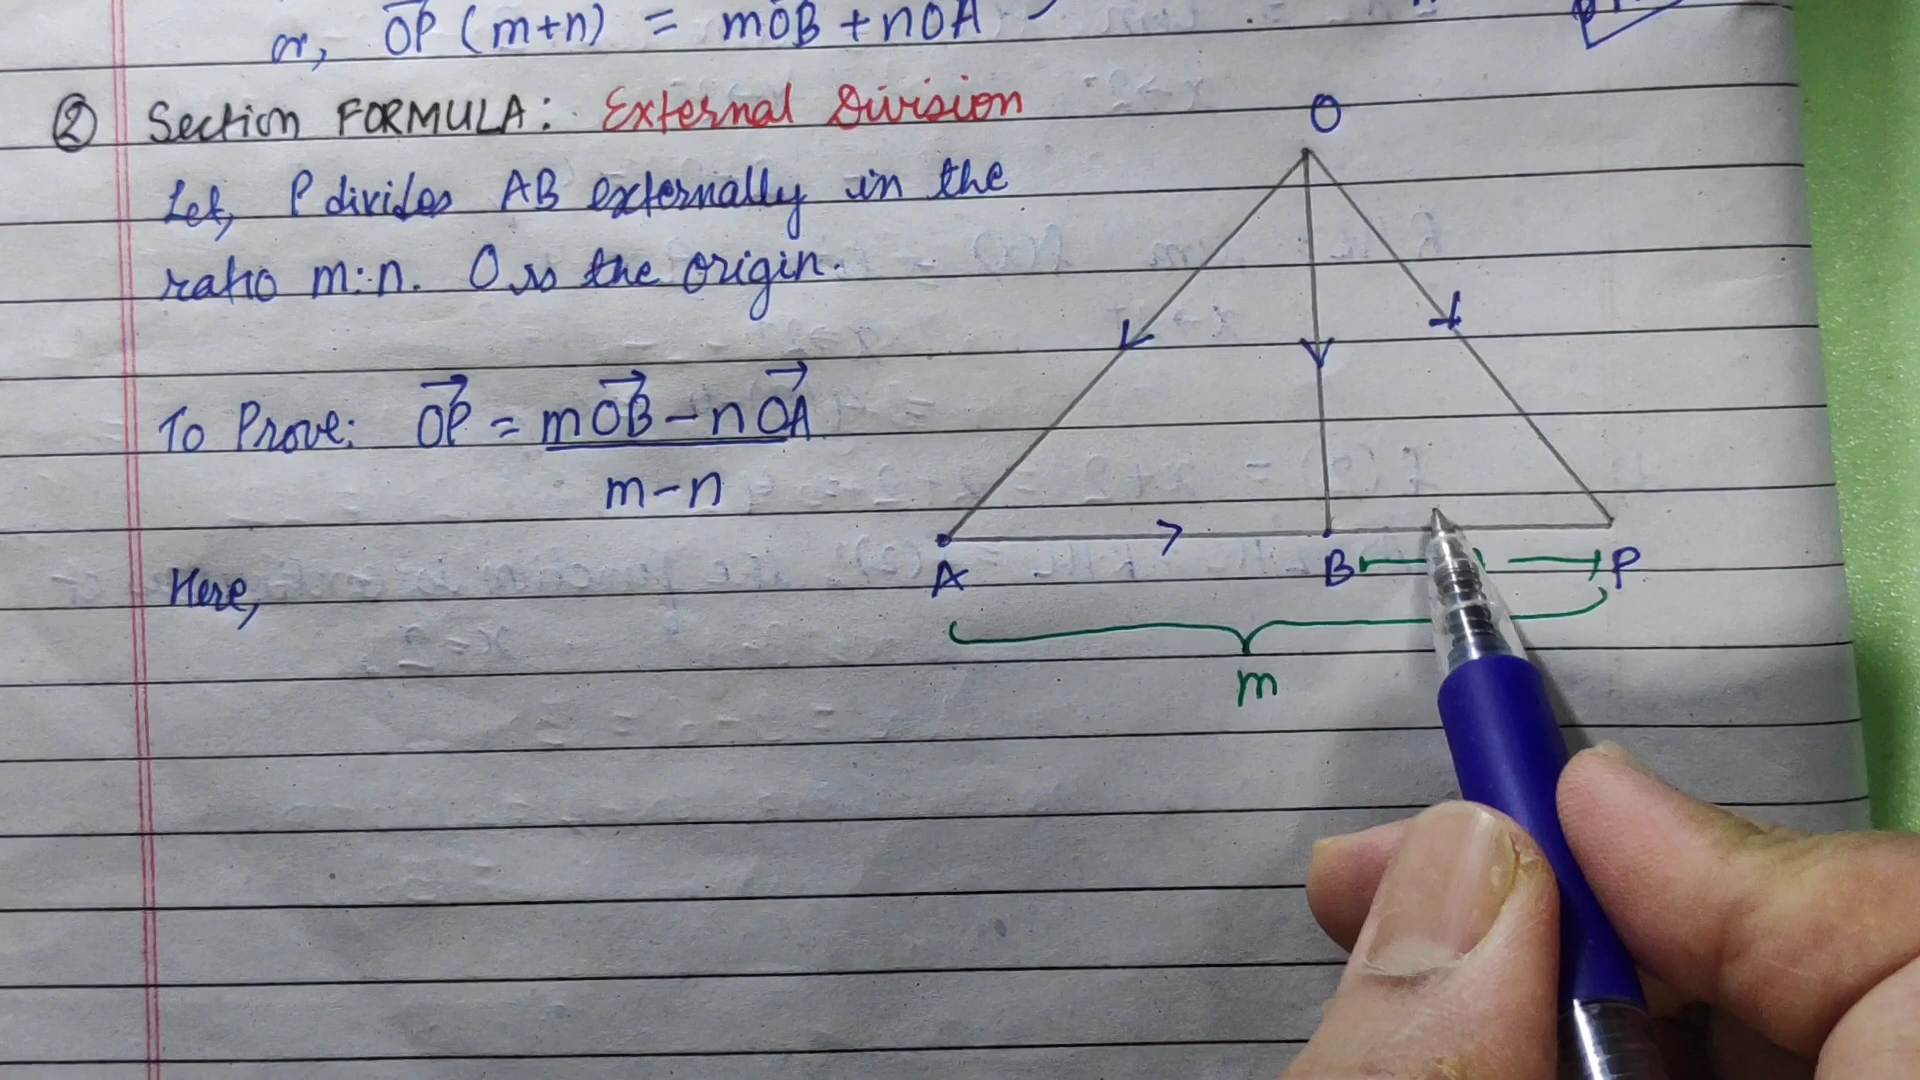 or, OP (m+n) = mOB + nOA
② Section FORMULA: External Division
Let, P divides AB externally in the
ratio m:n. O is the origin.
To Prove: OP⃗ = mOB⃗ - nOA⃗
m-n
Here,
O
A
B
P
m